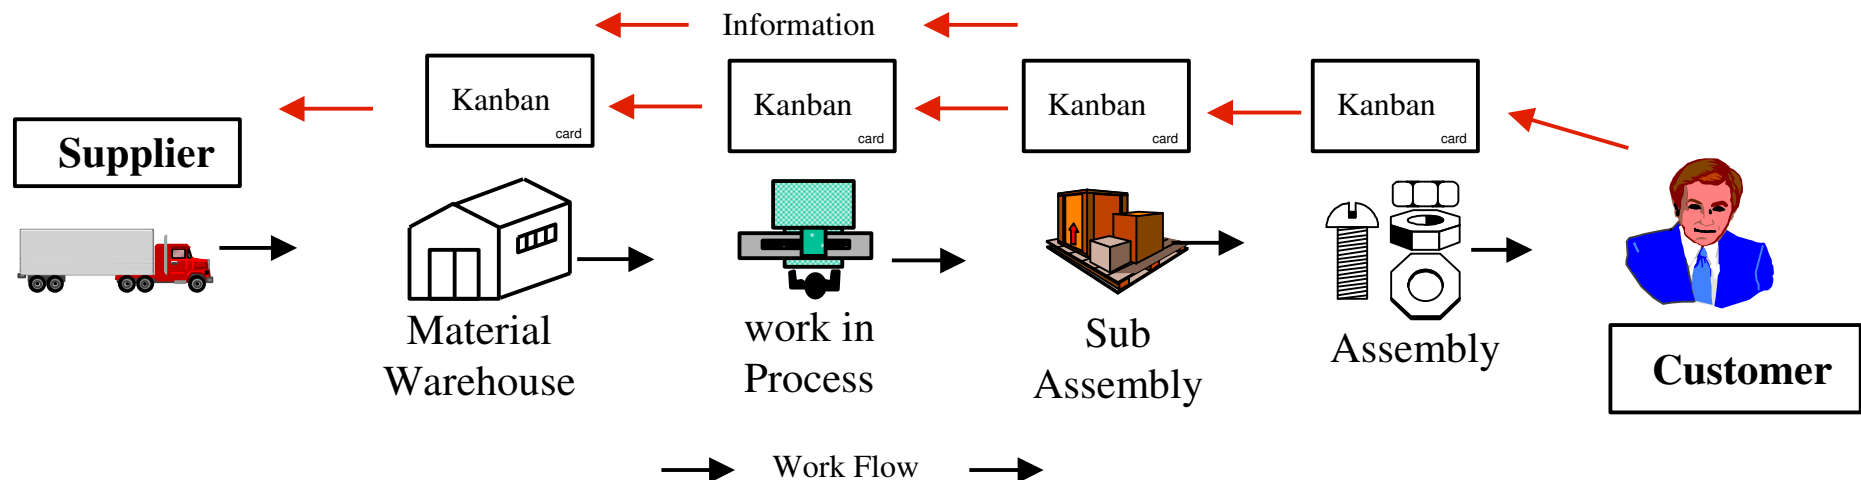 Information
Kanban
card
Kanban
card
Kanban
card
Kanban
card
Supplier
Material
Warehouse
work in
Process
Sub
Assembly
Assembly
Customer
Work Flow